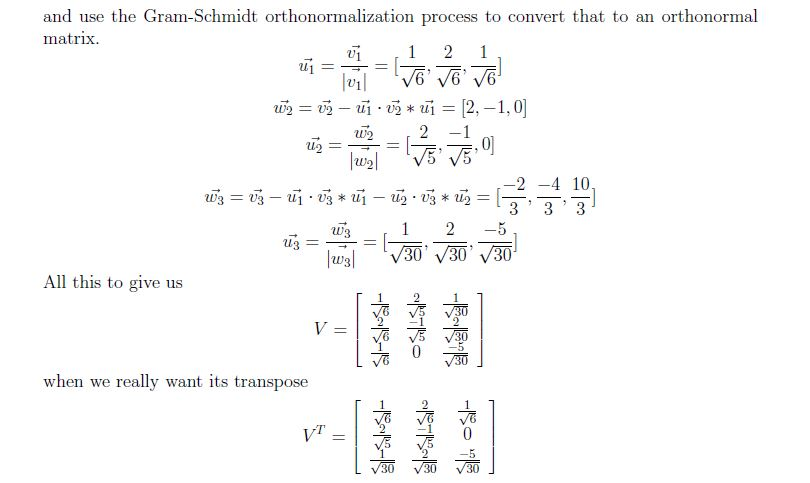 and use the Gram-Schmidt orthonormalization process to convert that to an orthonormal
matrix.
$\vec{u_1} = \frac{\vec{v_1}}{|\vec{v_1}|} = [\frac{1}{\sqrt{6}}, \frac{2}{\sqrt{6}}, \frac{1}{\sqrt{6}}]$
$\vec{w_2} = \vec{v_2} - \vec{u_1} \cdot \vec{v_2} * \vec{u_1} = [2, -1, 0]$
$\vec{u_2} = \frac{\vec{w_2}}{|\vec{w_2}|} = [\frac{2}{\sqrt{5}}, \frac{-1}{\sqrt{5}}, 0]$
$\vec{w_3} = \vec{v_3} - \vec{u_1} \cdot \vec{v_3} * \vec{u_1} - \vec{u_2} \cdot \vec{v_3} * \vec{u_2} = [\frac{-2}{3}, \frac{-4}{3}, \frac{10}{3}]$
$\vec{u_3} = \frac{\vec{w_3}}{|\vec{w_3}|} = [\frac{1}{\sqrt{30}}, \frac{2}{\sqrt{30}}, \frac{-5}{\sqrt{30}}]$
All this to give us
$V = \begin{bmatrix} \frac{1}{\sqrt{6}} & \frac{2}{\sqrt{5}} & \frac{1}{\sqrt{30}} \\ \frac{2}{\sqrt{6}} & \frac{-1}{\sqrt{5}} & \frac{2}{\sqrt{30}} \\ \frac{1}{\sqrt{6}} & 0 & \frac{-5}{\sqrt{30}} \end{bmatrix}$
when we really want its transpose
$V^T = \begin{bmatrix} \frac{1}{\sqrt{6}} & \frac{2}{\sqrt{6}} & \frac{1}{\sqrt{6}} \\ \frac{2}{\sqrt{5}} & \frac{-1}{\sqrt{5}} & 0 \\ \frac{1}{\sqrt{30}} & \frac{2}{\sqrt{30}} & \frac{-5}{\sqrt{30}} \end{bmatrix}$